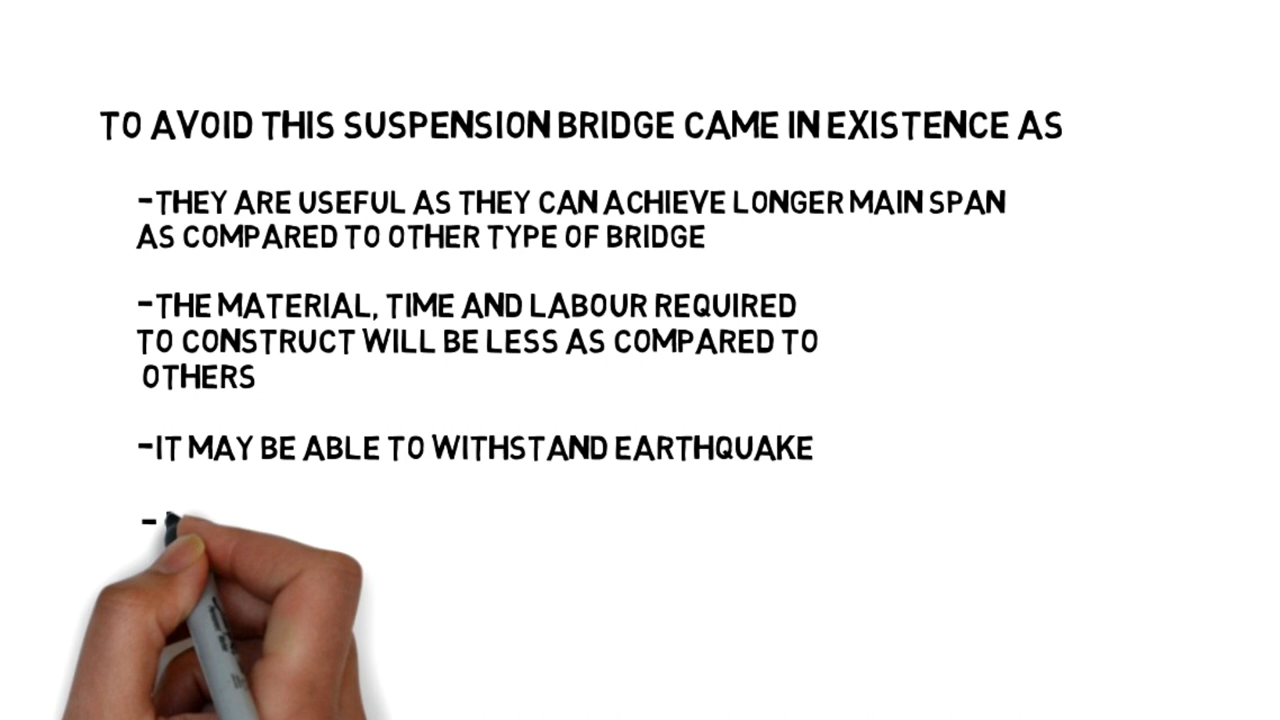 TO AVOID THIS SUSPENSION BRIDGE CAME IN EXISTENCE AS
-THEY ARE USEFUL AS THEY CAN ACHIEVE LONGER MAIN SPAN
AS COMPARED TO OTHER TYPE OF BRIDGE
-THE MATERIAL, TIME AND LABOUR REQUIRED
TO CONSTRUCT WILL BE LESS AS COMPARED TO
OTHERS
-IT MAY BE ABLE TO WITHSTAND EARTHQUAKE
-